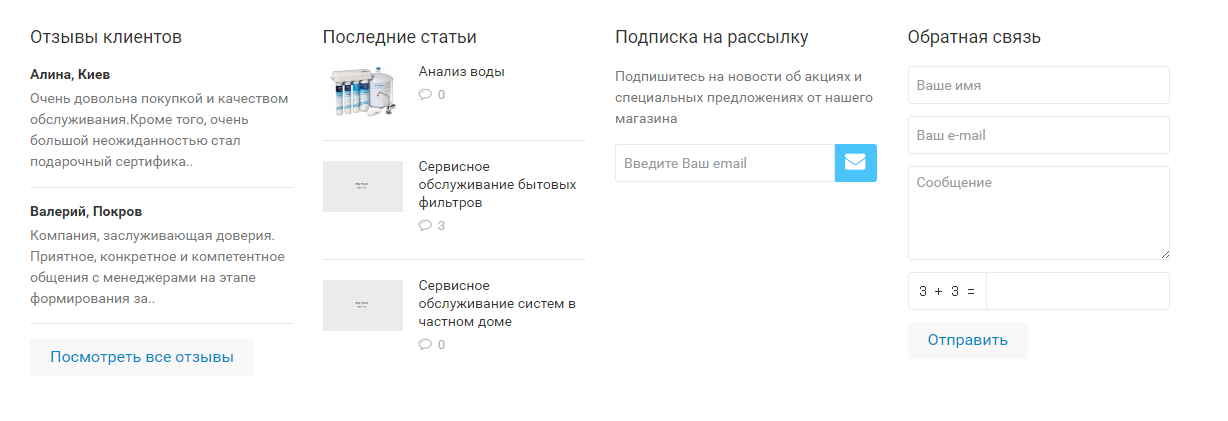 Отзывы клиентов
Алина, Киев
Очень довольна покупкой и качеством
обслуживания.Кроме того, очень
большой неожиданностью стал
подарочный сертифика..
Валерий, Покров
Компания, заслуживающая доверия.
Приятное, конкретное и компетентное
общения с менеджерами на этапе
формирования за..
Посмотреть все отзывы
Последние статьи
Анализ воды
0
Сервисное
обслуживание бытовых
фильтров
3
Сервисное
обслуживание систем в
частном доме
0
Подписка на рассылку
Подпишитесь на новости об акциях и
специальных предложениях от нашего
магазина
Введите Ваш email
Обратная связь
Ваше имя
Ваш e-mail
Сообщение
3 + 3 =
Отправить